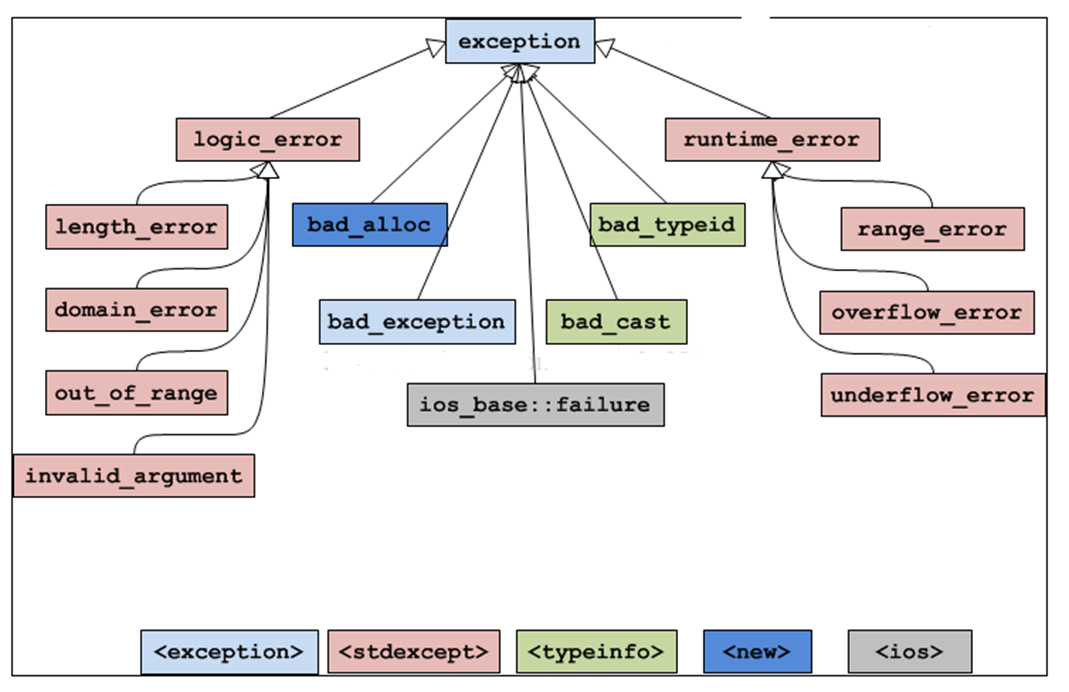 exception
logic_error
runtime_error
length_error
bad_alloc
bad_typeid
range_error
domain_error
bad_exception
bad_cast
overflow_error
out_of_range
ios_base::failure
underflow_error
invalid_argument
<exception>
<stdexcept>
<typeinfo>
<new>
<ios>